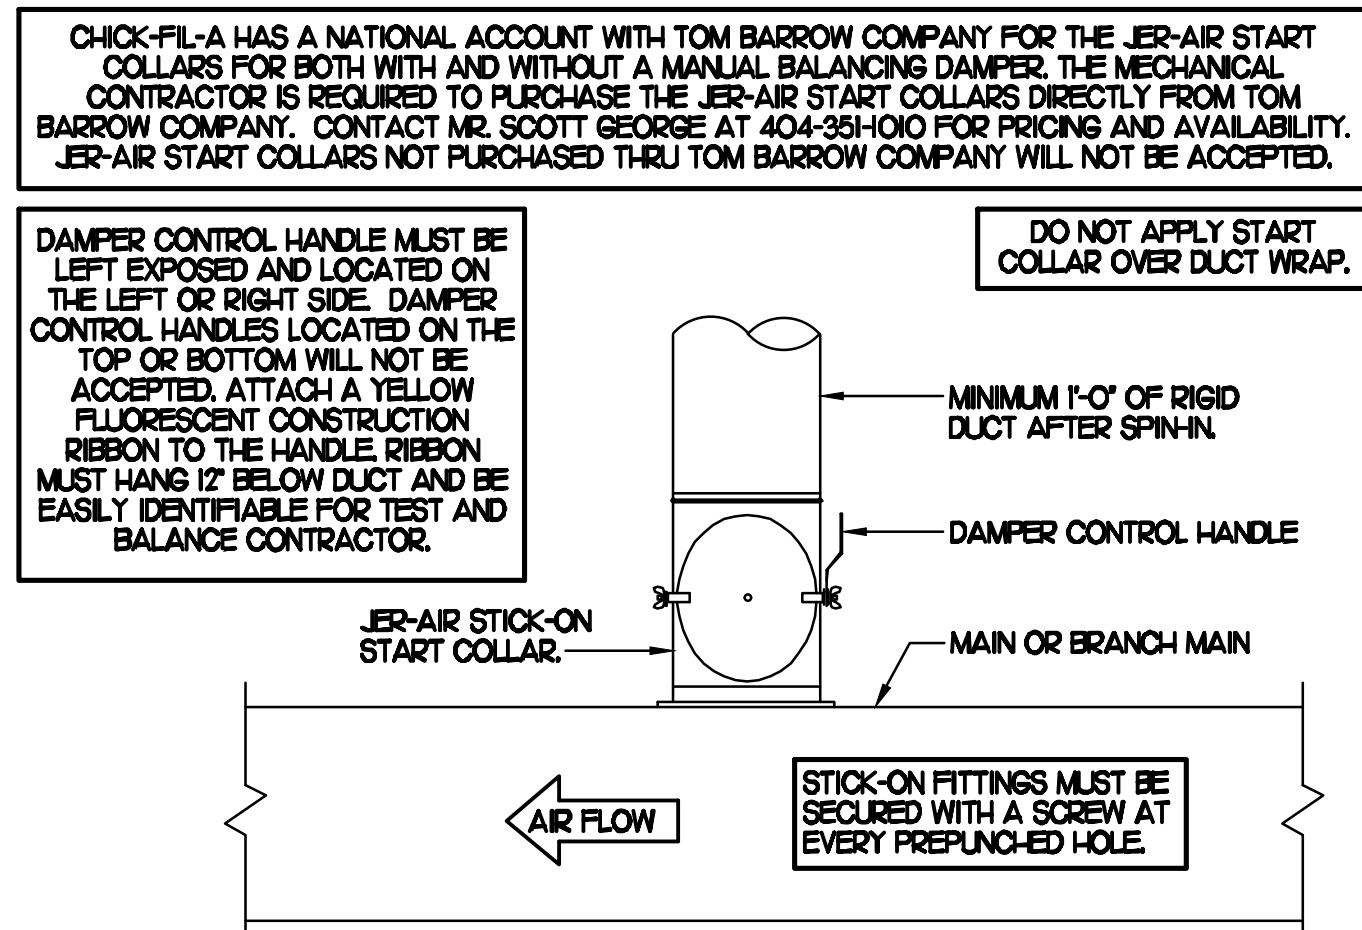 CHICK-FIL-A HAS A NATIONAL ACCOUNT WITH TOM BARROW COMPANY FOR THE JER-AIR START
COLLARS FOR BOTH WITH AND WITHOUT A MANUAL BALANCING DAMPER. THE MECHANICAL
CONTRACTOR IS REQUIRED TO PURCHASE THE JER-AIR START COLLARS DIRECTLY FROM TOM
BARROW COMPANY. CONTACT MR. SCOTT GEORGE AT 404-351-1010 FOR PRICING AND AVAILABILITY.
JER-AIR START COLLARS NOT PURCHASED THRU TOM BARROW COMPANY WILL NOT BE ACCEPTED.
DAMPER CONTROL HANDLE MUST BE
LEFT EXPOSED AND LOCATED ON
THE LEFT OR RIGHT SIDE. DAMPER
CONTROL HANDLES LOCATED ON THE
TOP OR BOTTOM WILL NOT BE
ACCEPTED. ATTACH A YELLOW
FLUORESCENT CONSTRUCTION
RIBBON TO THE HANDLE. RIBBON
MUST HANG 12" BELOW DUCT AND BE
EASILY IDENTIFIABLE FOR TEST AND
BALANCE CONTRACTOR.
DO NOT APPLY START
COLLAR OVER DUCT WRAP.
MINIMUM 1'-0" OF RIGID
DUCT AFTER SPIN-IN.
DAMPER CONTROL HANDLE
JER-AIR STICK-ON
START COLLAR.
MAIN OR BRANCH MAIN
STICK-ON FITTINGS MUST BE
SECURED WITH A SCREW AT
EVERY PREPUNCHED HOLE.
AIR FLOW